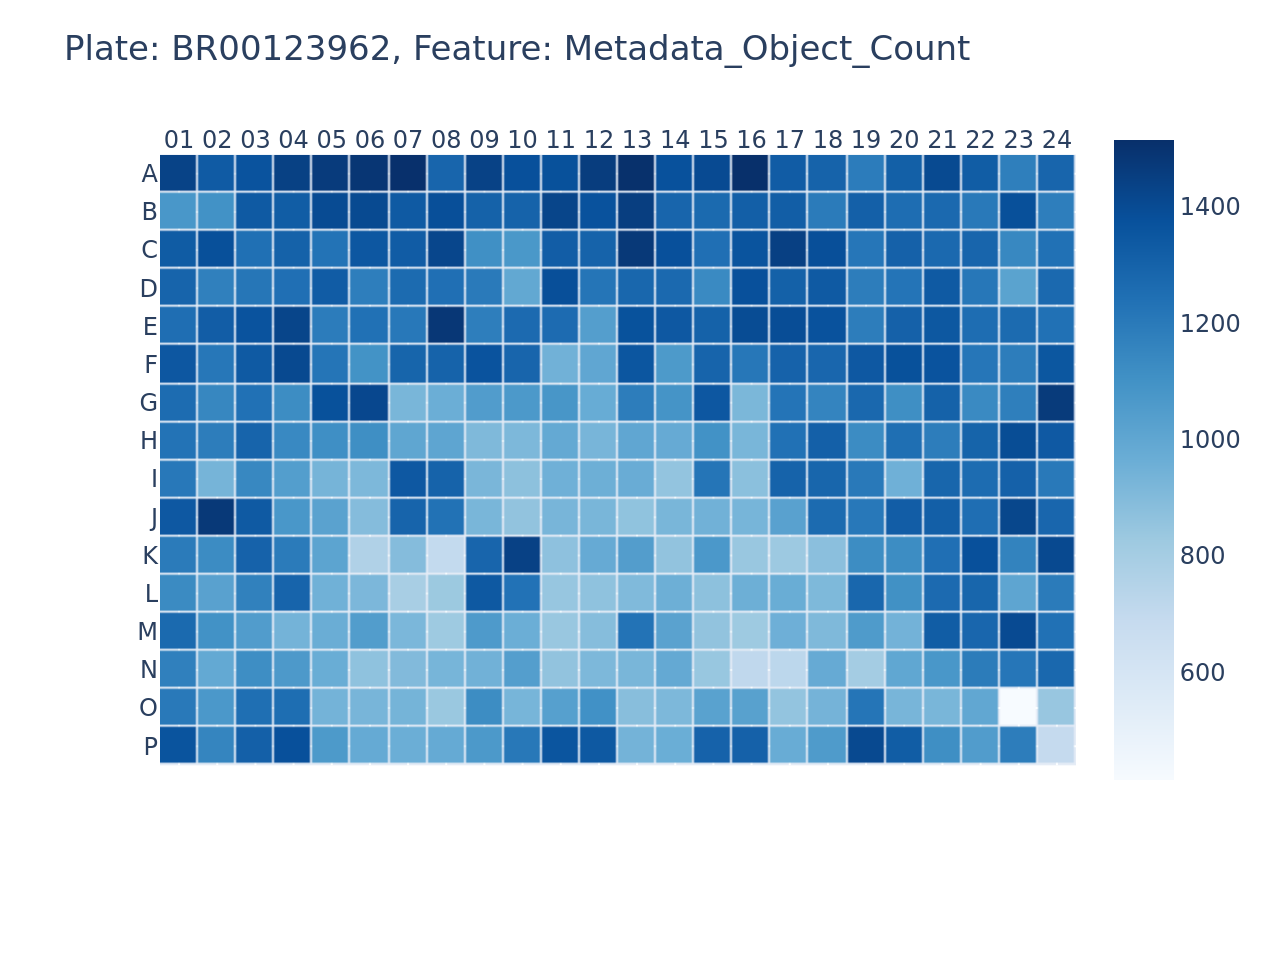 Plate: BR00123962, Feature: Metadata_Object_Count
01 02 03 04 05 06 07 08 09 10 11 12 13 14 15 16 17 18 19 20 21 22 23 24
A
B
C
D
E
F
G
H
I
J
K
L
M
N
O
P
1400
1200
1000
800
600